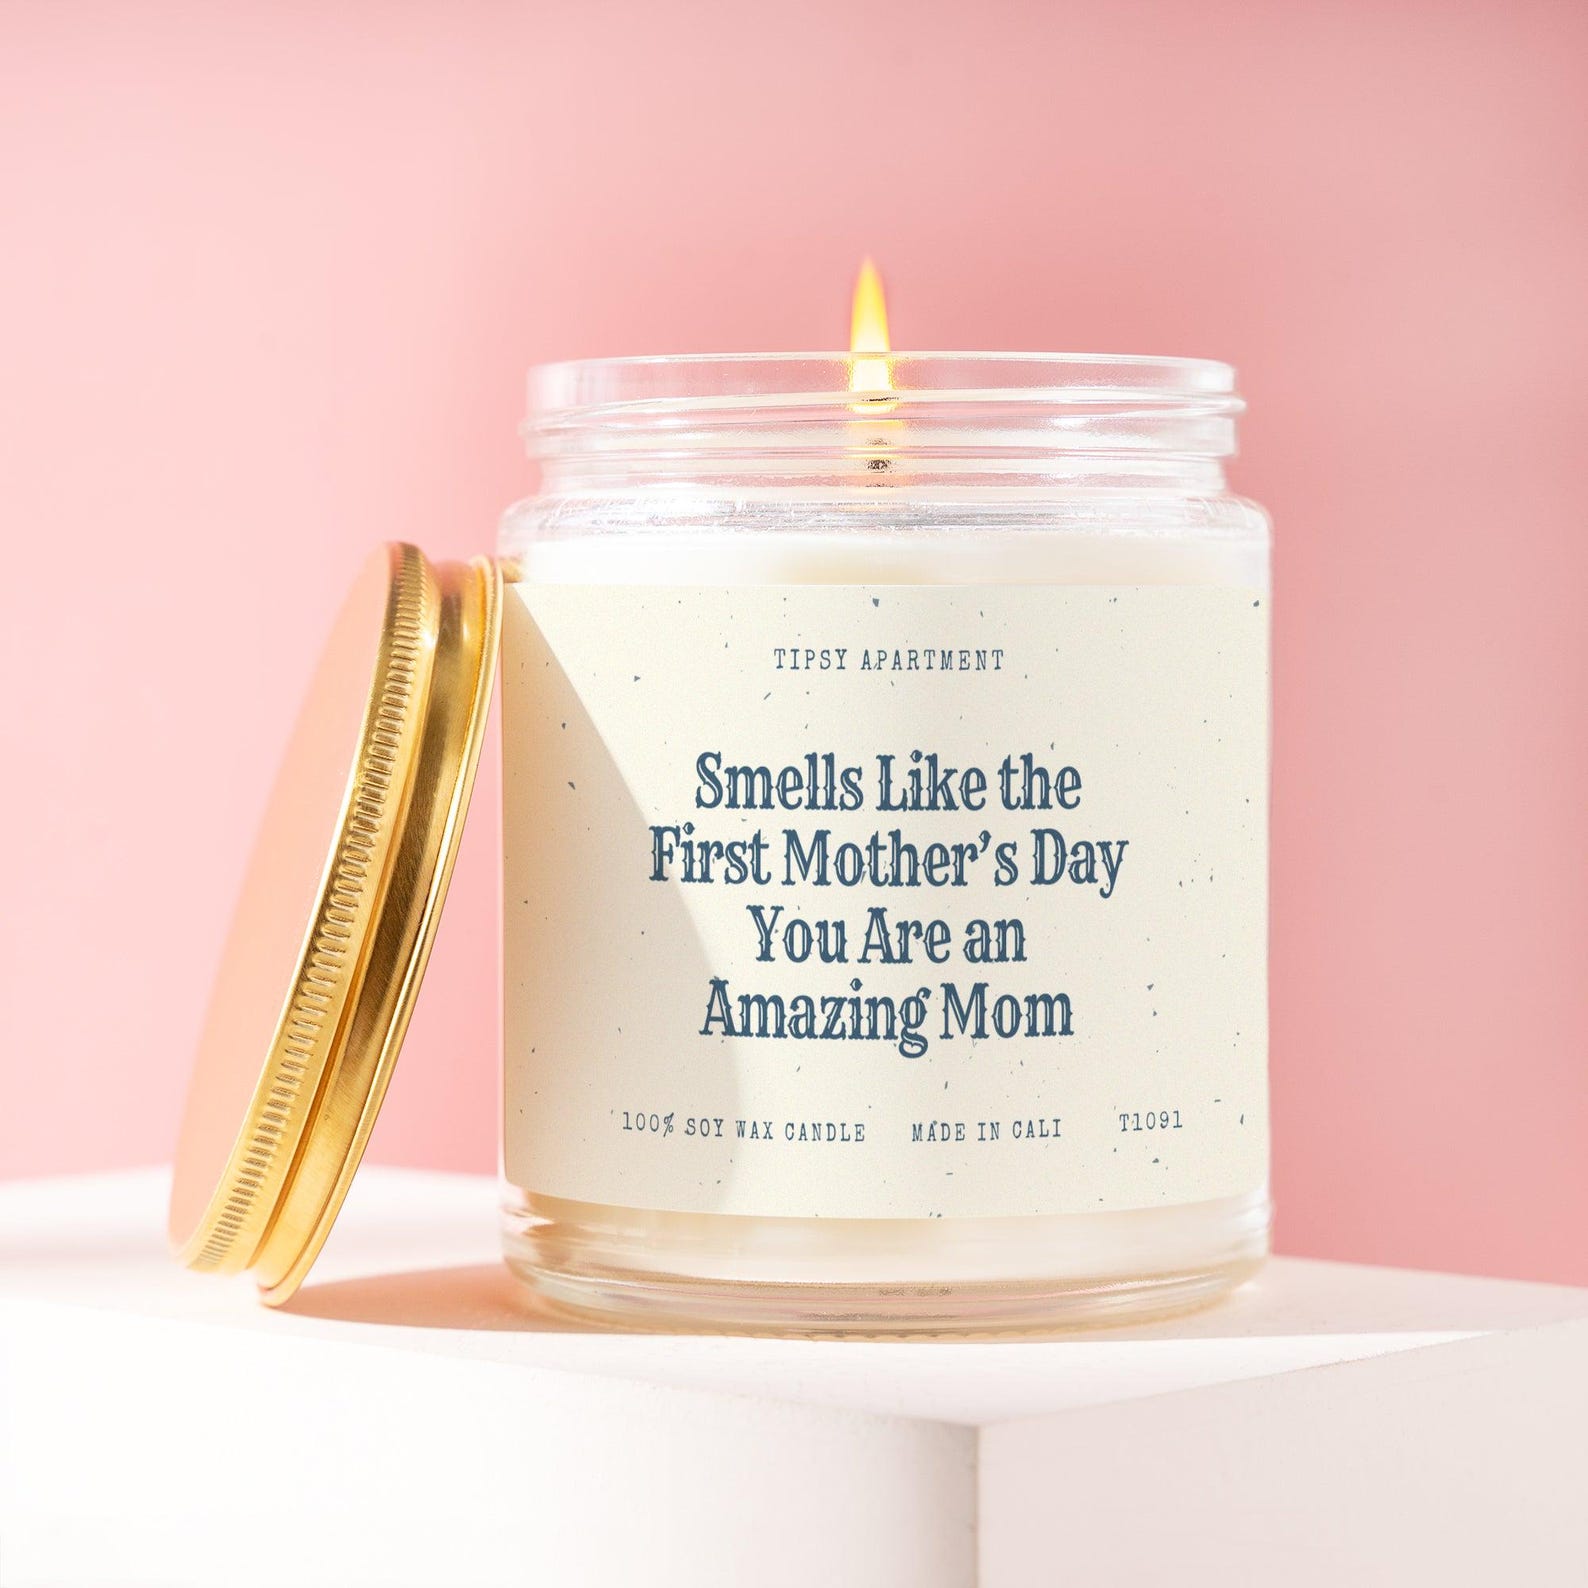 TIPSY APARTMENT
Smells Like the
First Mother's Day
You Are an
Amazing Mom
100% SOY WAX CANDLE MADE IN CALI T1091